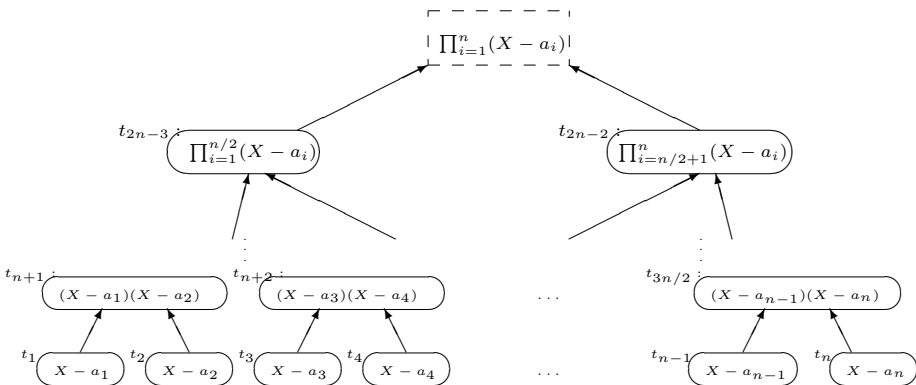 ∏_{i=1}^{n}(X − a_i)
t_{2n−3} : ∏_{i=1}^{n/2}(X − a_i) t_{2n−2} : ∏_{i=n/2+1}^{n}(X − a_i)
t_{n+1} : (X − a_1)(X − a_2) t_{n+2} : (X − a_3)(X − a_4) ... t_{3n/2} : (X − a_{n−1})(X − a_n)
t_1 X − a_1 t_2 X − a_2 t_3 X − a_3 t_4 X − a_4 ... t_{n−1} X − a_{n−1} t_n X − a_n